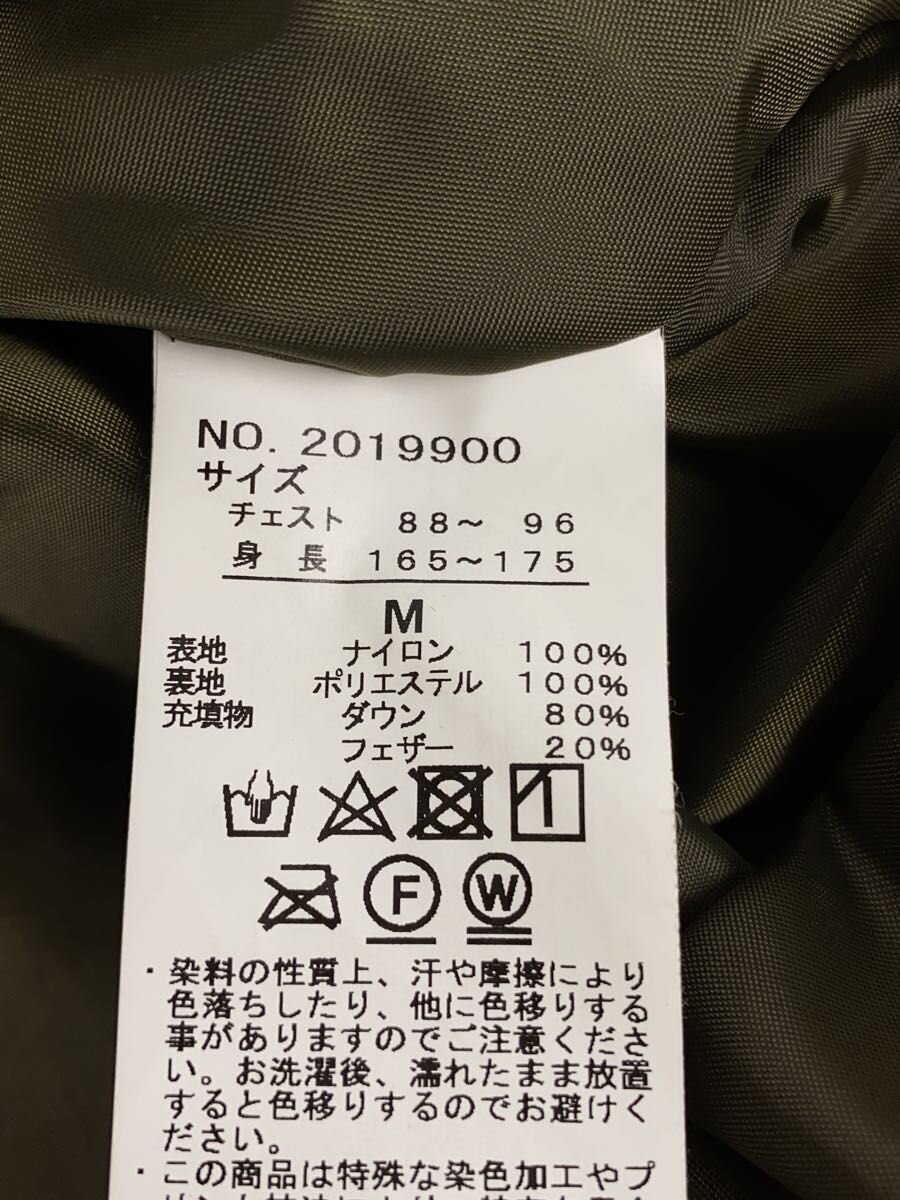 NO. 2019900
サイズ
チェスト 88～ 96
身 長 165～175
M
表地 ナイロン 100%
裏地 ポリエステル 100%
充填物 ダウン 80%
フェザー 20%
F W
・染料の性質上、汗や摩擦により
色落ちしたり、他に色移りする
事がありますのでご注意くださ
い。お洗濯後、濡れたまま放置
すると色移りするのでお避けく
ださい。
・この商品は特殊な染色加工やプ